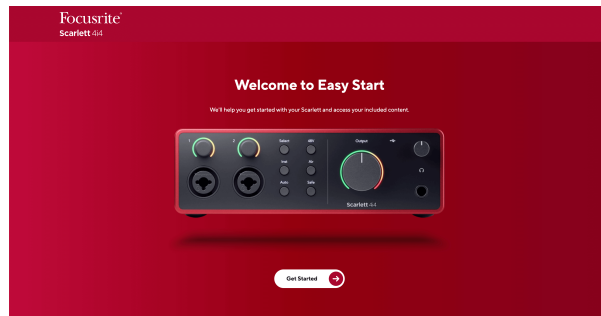 Focusrite®
Scarlett 4i4
Welcome to Easy Start
We'll help you get started with your Scarlett and access your included content.
1 2 Select 48V Output
Inst Air
Auto Safe
Scarlett 4i4
Get Started